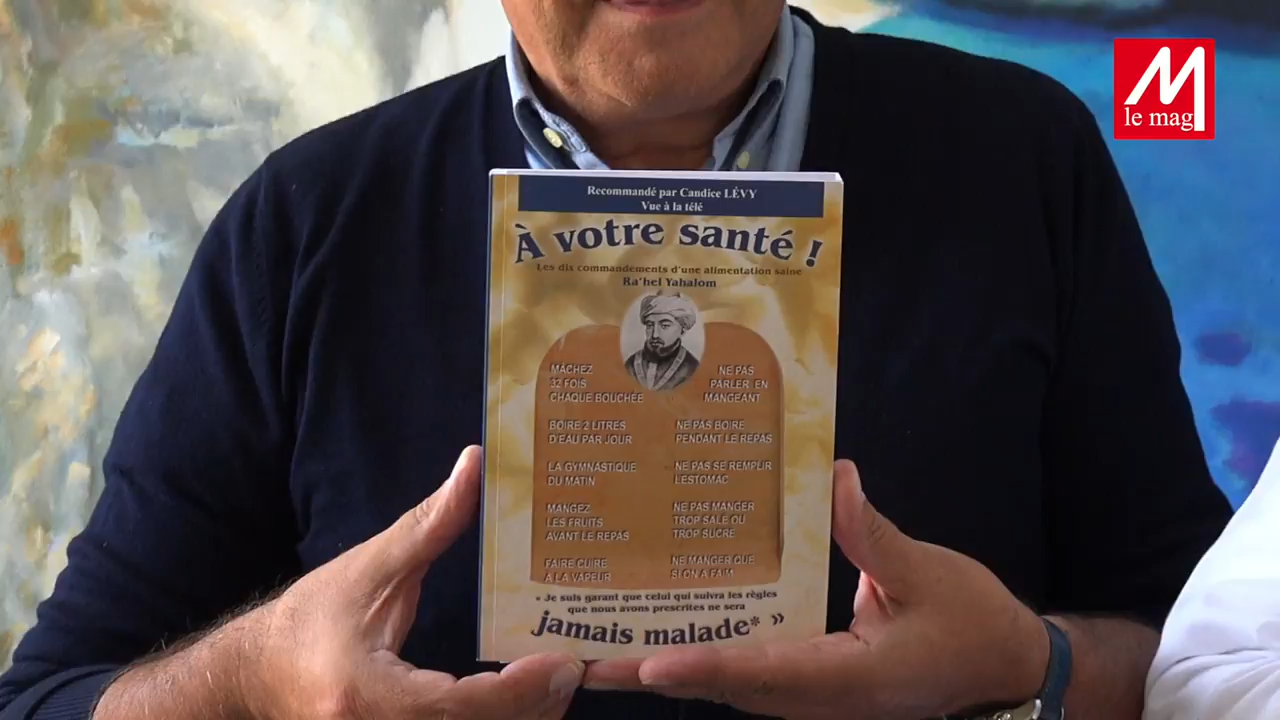 M
le mag
Recommandé par Candice LÉVY
Vue à la télé
À votre santé !
Les dis commandements d'une alimentation saine
Ra'hel Yahalom
MÂCHEZ
32 FOIS
CHAQUE BOUCHÉE
NE PAS
PARLER EN
MANGEANT
BOIRE 2 LITRES
D'EAU PAR JOUR
NE PAS BOIRE
PENDANT LE REPAS
LA GYMNASTIQUE
DU MATIN
NE PAS SE REMPLIR
L'ESTOMAC
MANGEZ
LES FRUITS
AVANT LE REPAS
NE PAS MANGER
TROP SALE OU
TROP SUCRE
FAIRE CUIRE
A LA VAPEUR
NE MANGER QUE
SI ON A FAIM
« Je suis garant que celui qui suivra les règles
que nous avons prescrites ne sera
jamais malade* »